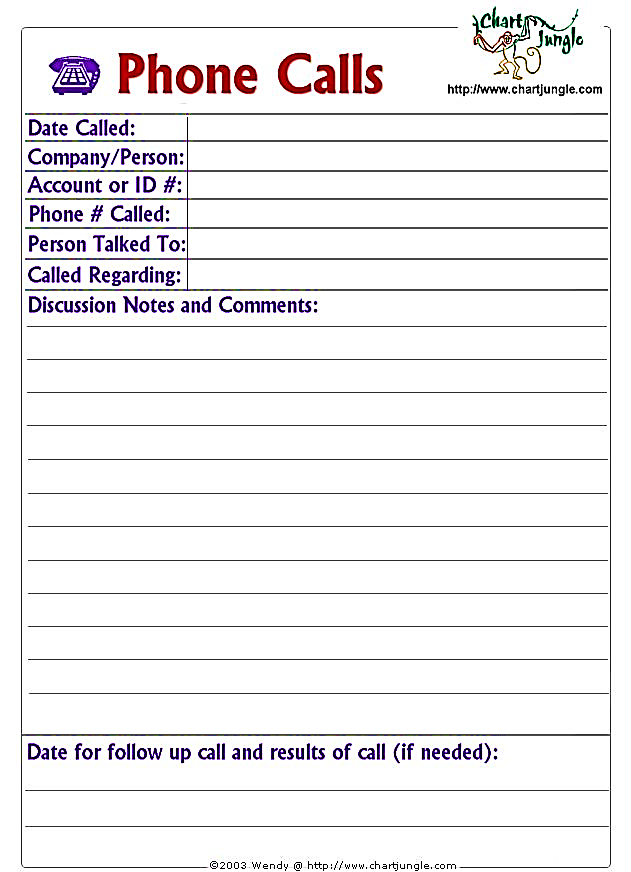 Chart
Jungle
Phone Calls
http://www.chartjungle.com
Date Called:
Company/Person:
Account or ID #:
Phone # Called:
Person Talked To:
Called Regarding:
Discussion Notes and Comments:
Date for follow up call and results of call (if needed):
©2003 Wendy @ http://www.chartjungle.com